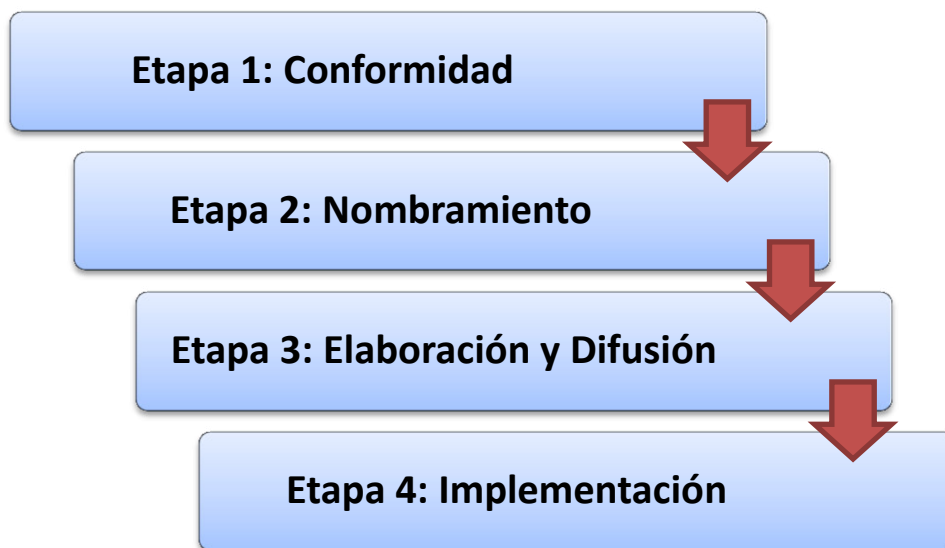 Etapa 1: Conformidad
Etapa 2: Nombramiento
Etapa 3: Elaboración y Difusión
Etapa 4: Implementación